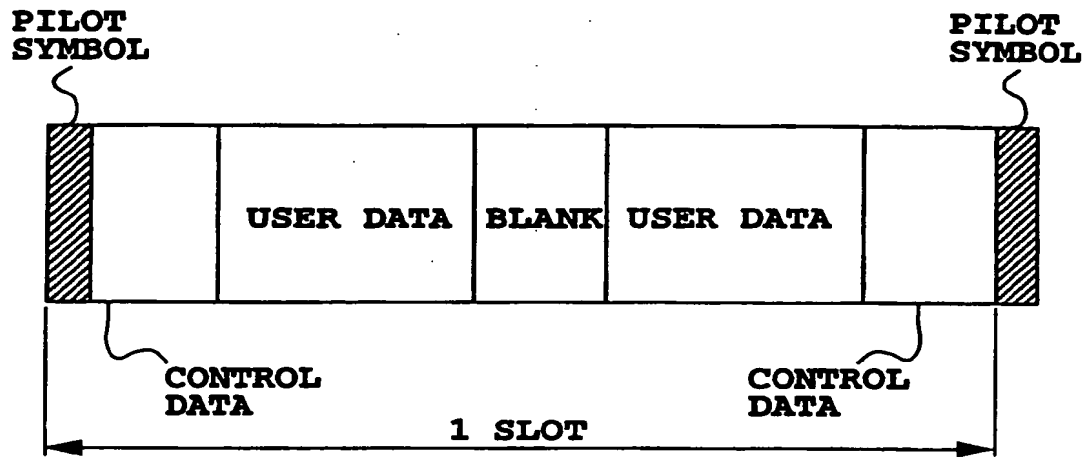 PILOT
SYMBOL
PILOT
SYMBOL
USER DATA
BLANK
USER DATA
CONTROL
DATA
CONTROL
DATA
1 SLOT